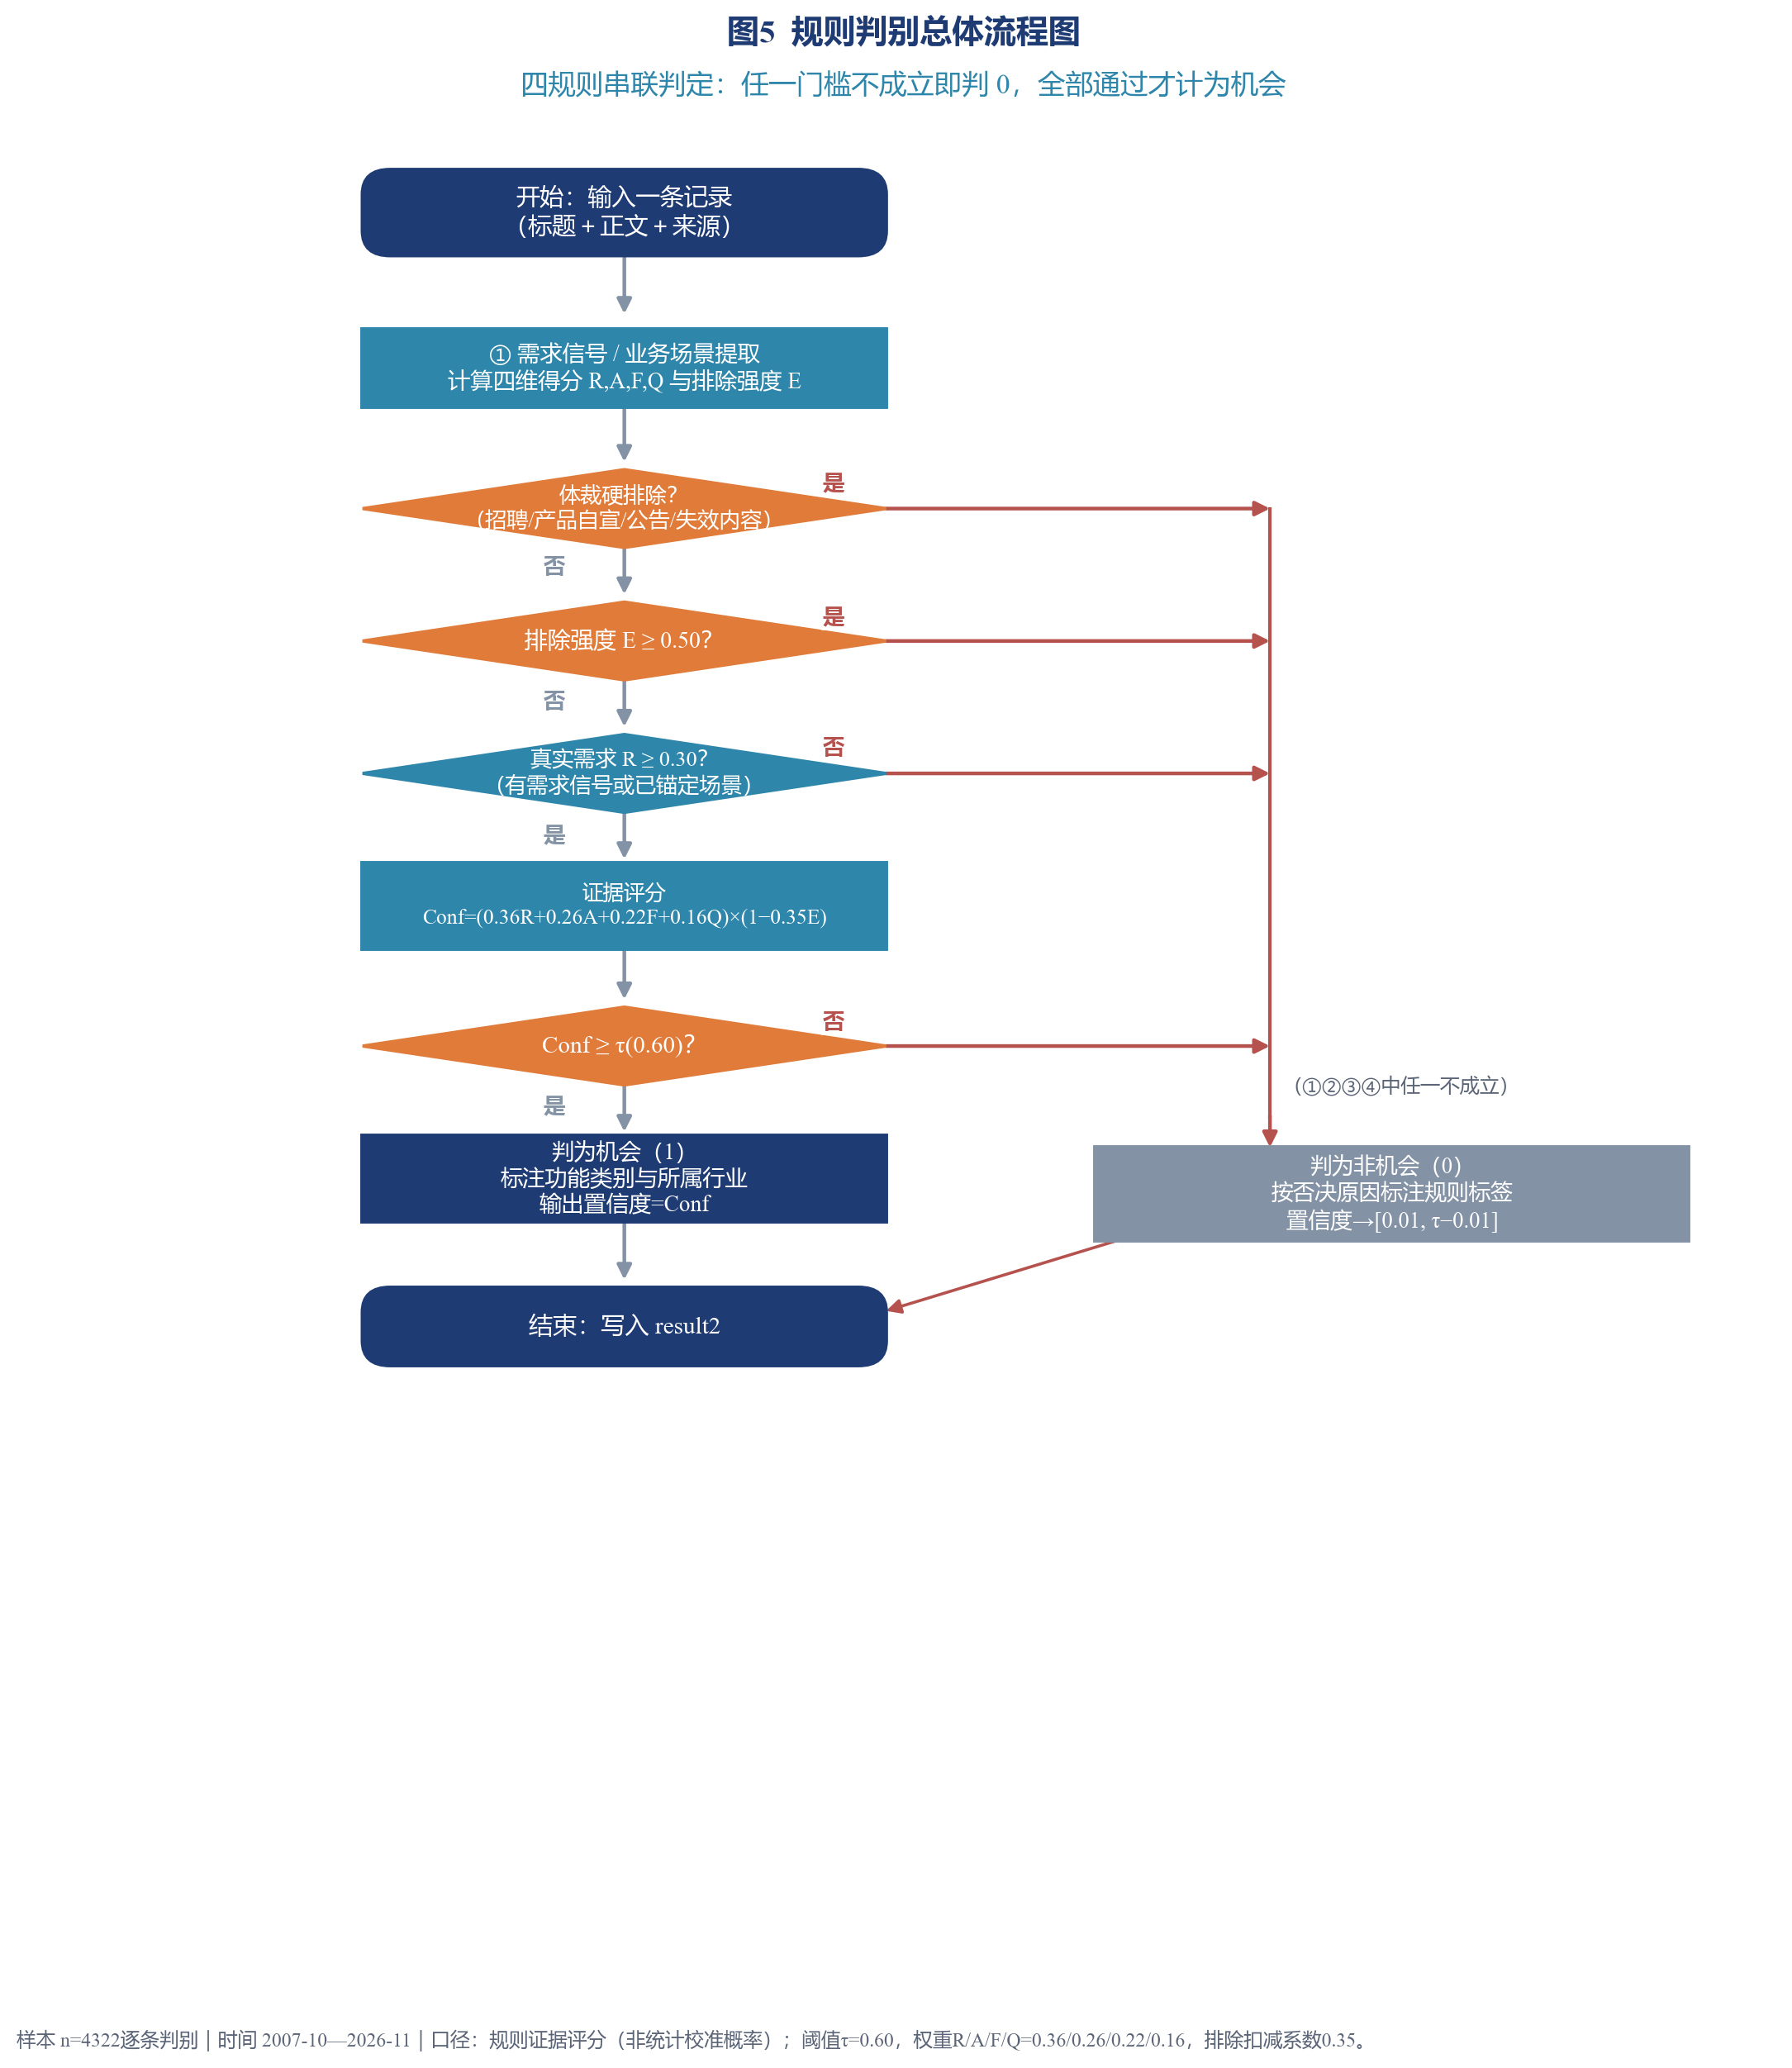 图5 规则判别总体流程图
四规则串联判定：任一门槛不成立即判 0，全部通过才计为机会
开始：输入一条记录
（标题＋正文＋来源）
① 需求信号 / 业务场景提取
计算四维得分 R,A,F,Q 与排除强度 E
体裁硬排除？
（招聘/产品自宣/公告/失效内容）
是
否
排除强度 E ≥ 0.50？
是
否
真实需求 R ≥ 0.30？
（有需求信号或已锚定场景）
否
是
证据评分
Conf=(0.36R+0.26A+0.22F+0.16Q)×(1−0.35E)
Conf ≥ τ(0.60)？
否
是
（①②③④中任一不成立）
判为机会（1）
标注功能类别与所属行业
输出置信度=Conf
判为非机会（0）
按否决原因标注规则标签
置信度→[0.01, τ−0.01]
结束：写入 result2
样本 n=4322逐条判别｜时间 2007-10—2026-11｜口径：规则证据评分（非统计校准概率）；阈值τ=0.60，权重R/A/F/Q=0.36/0.26/0.22/0.16，排除扣减系数0.35。